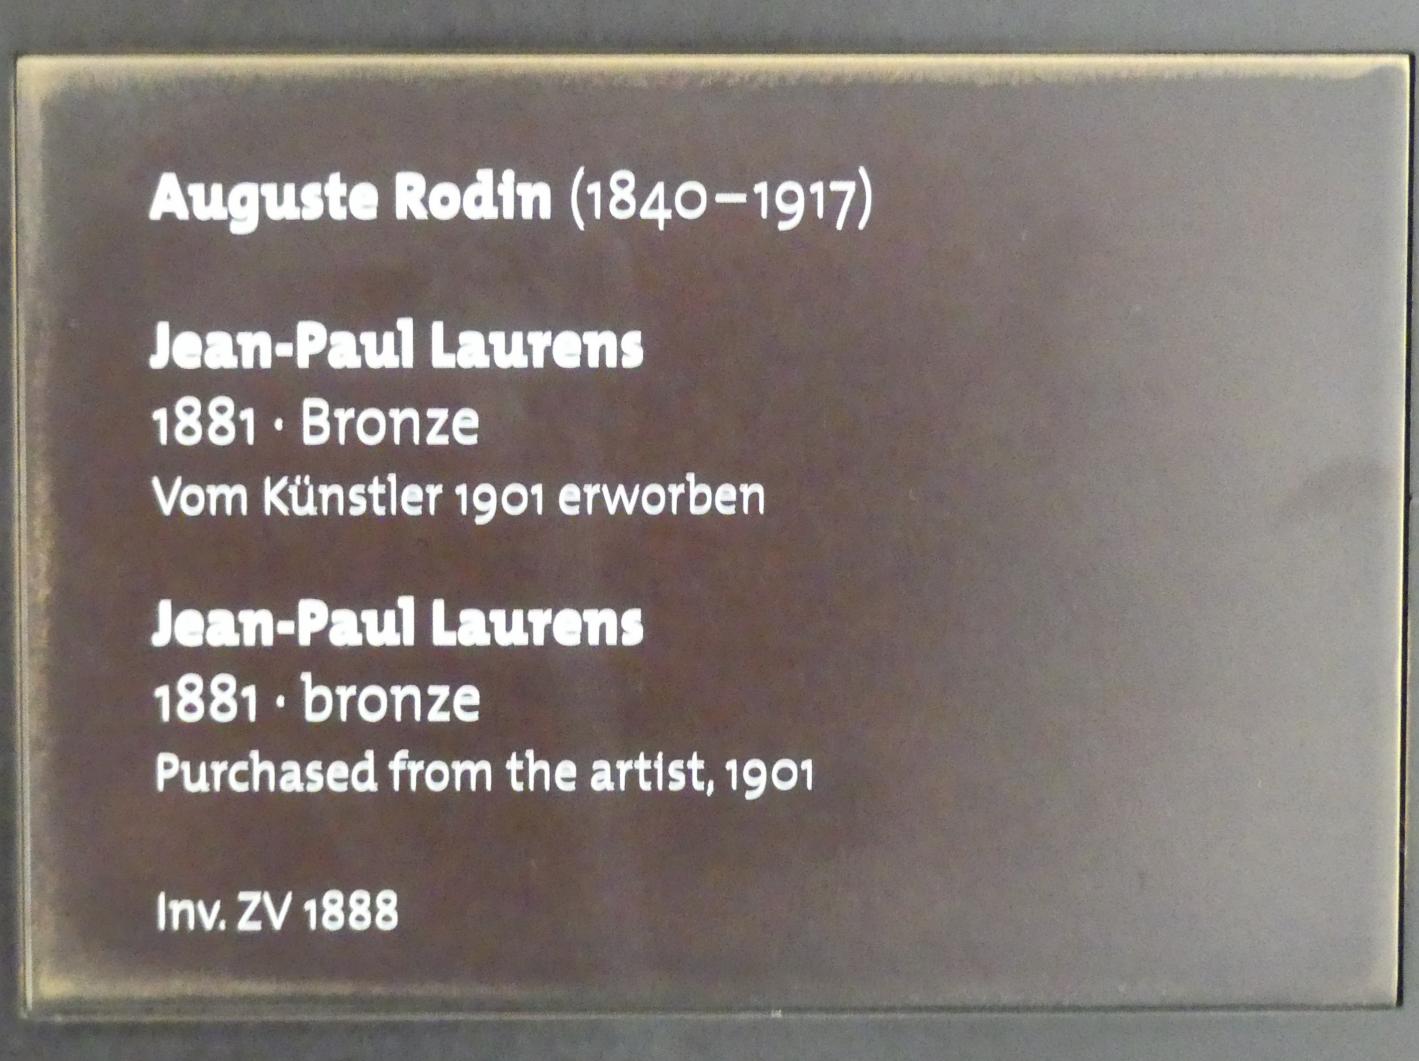 Auguste Rodin (1840–1917)
Jean-Paul Laurens
1881 · Bronze
Vom Künstler 1901 erworben
Jean-Paul Laurens
1881 · bronze
Purchased from the artist, 1901
Inv. ZV 1888